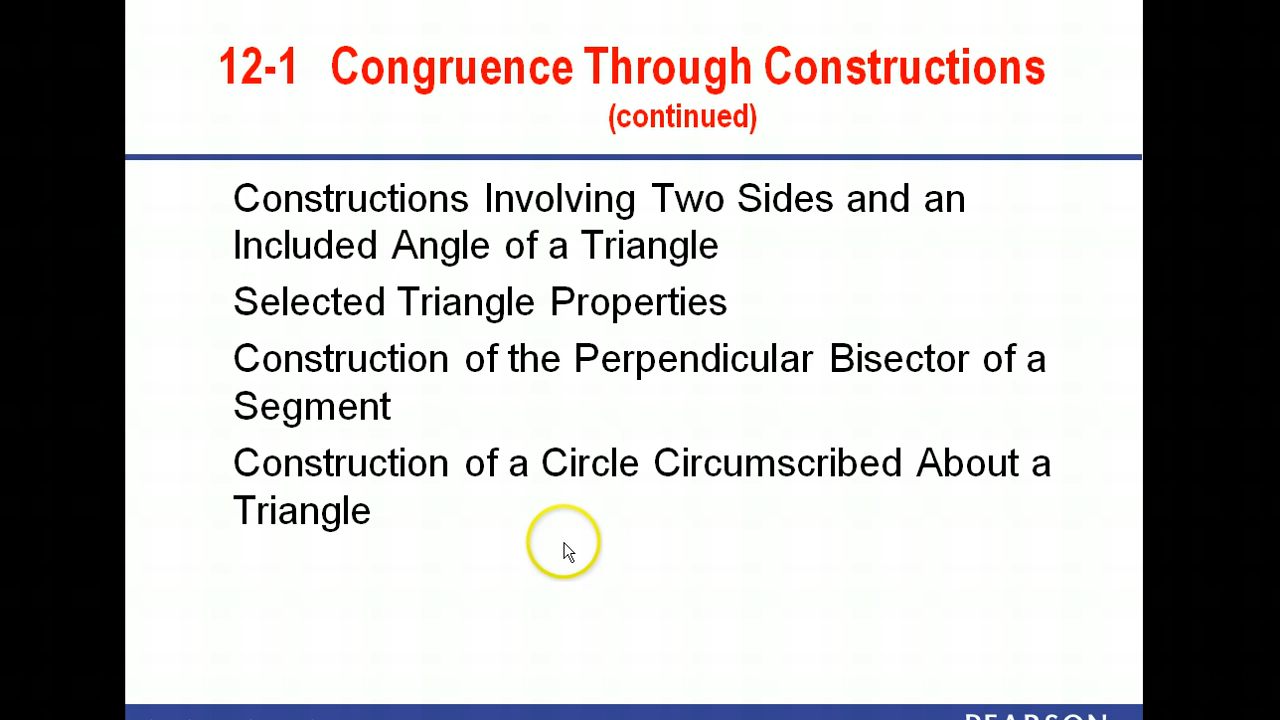 12-1 Congruence Through Constructions
(continued)
Constructions Involving Two Sides and an
Included Angle of a Triangle
Selected Triangle Properties
Construction of the Perpendicular Bisector of a
Segment
Construction of a Circle Circumscribed About a
Triangle
PEARSON